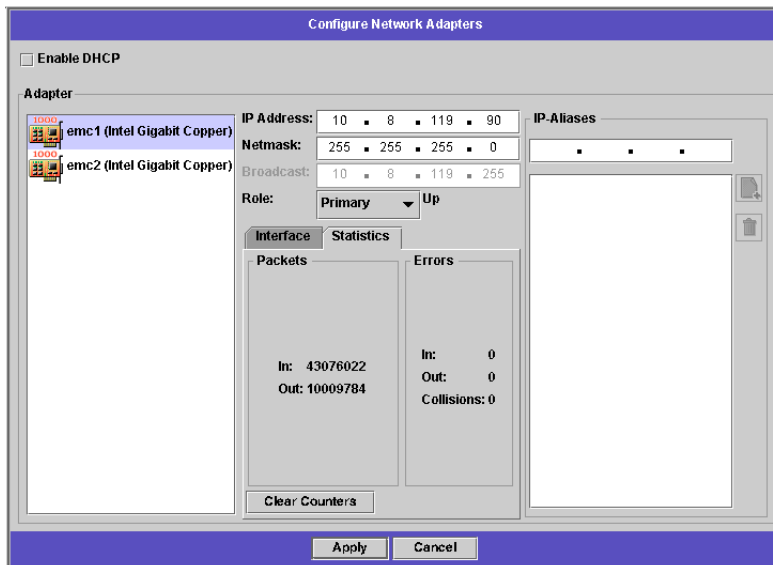 Configure Network Adapters
Enable DHCP
Adapter
1000
emc1 (Intel Gigabit Copper)
1000
emc2 (Intel Gigabit Copper)
IP Address: 10 . 8 . 119 . 90
Netmask: 255 . 255 . 255 . 0
Broadcast: 10 . 8 . 119 . 255
Role: Primary Up
Interface Statistics
Packets
In: 43076022
Out: 10009784
Errors
In: 0
Out: 0
Collisions: 0
Clear Counters
IP-Aliases
. . .
Apply Cancel